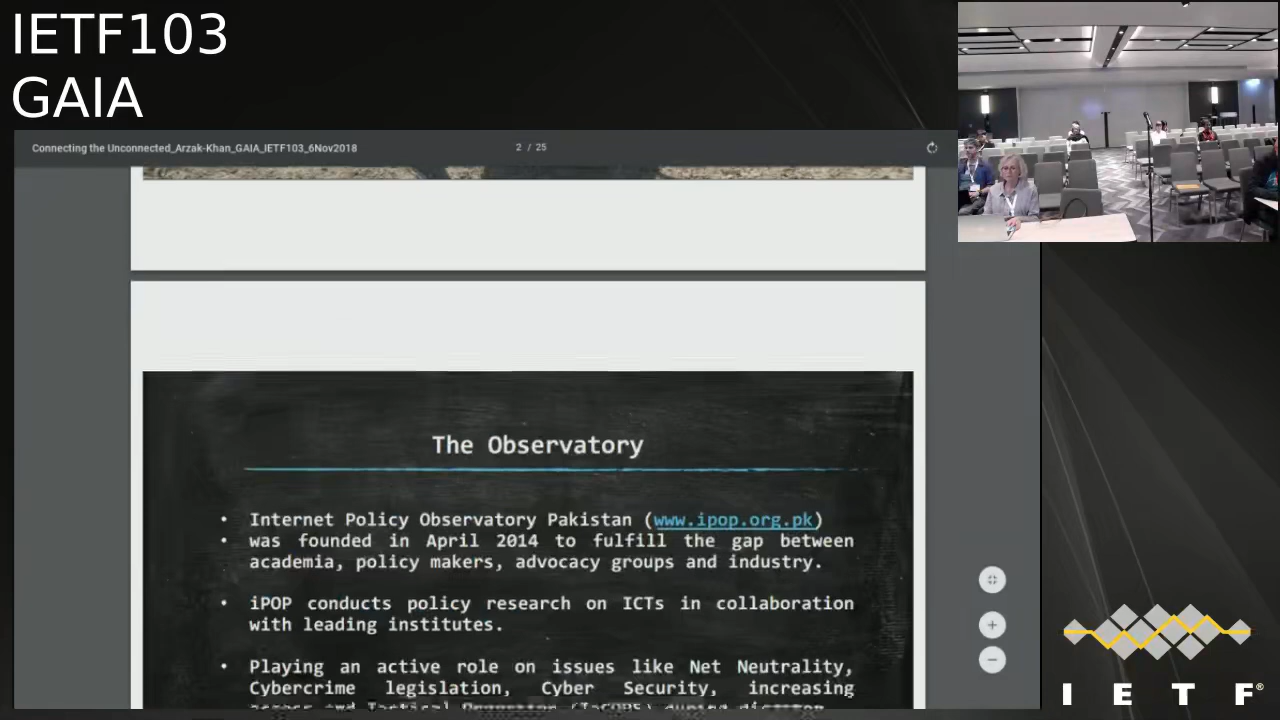 IETF103
GAIA
Connecting the Unconnected_Arzak-Khan_GAIA_IETF103_6Nov2018
2 / 25
The Observatory
• Internet Policy Observatory Pakistan (www.ipop.org.pk)
• was founded in April 2014 to fulfill the gap between
academia, policy makers, advocacy groups and industry.
• iPOP conducts policy research on ICTs in collaboration
with leading institutes.
• Playing an active role on issues like Net Neutrality,
Cybercrime legislation, Cyber Security, increasing
I E T F®